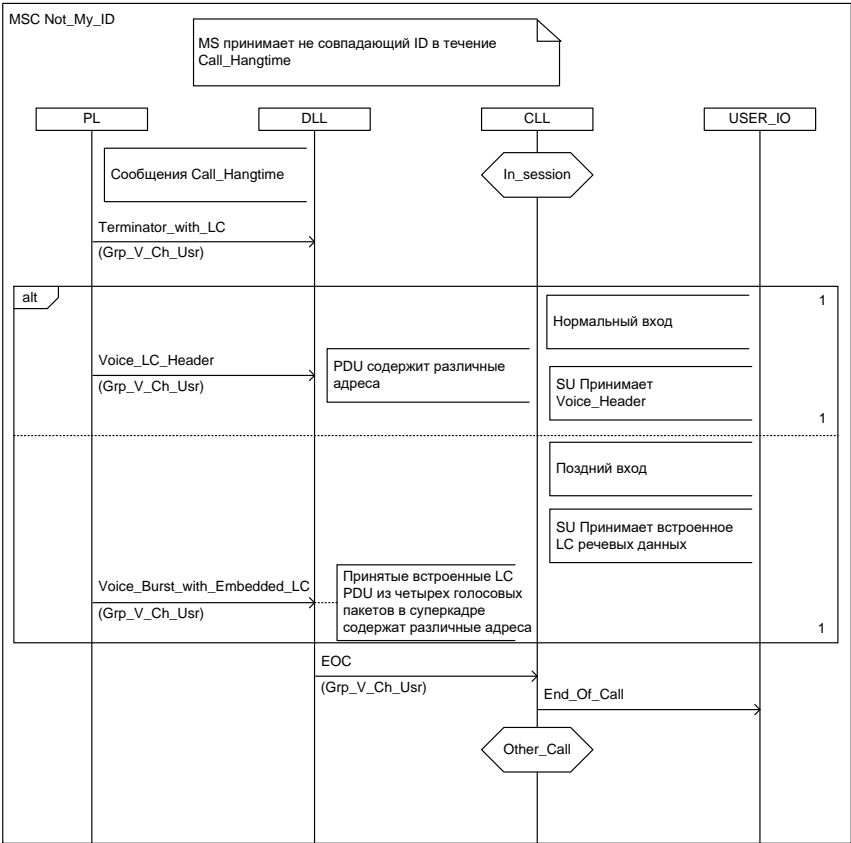 MSC Not_My_ID
MS принимает не совпадающий ID в течение
Call_Hangtime
PL
DLL
CLL
USER_IO
Сообщения Call_Hangtime
In_session
Terminator_with_LC
(Grp_V_Ch_Usr)
alt
1
Нормальный вход
Voice_LC_Header
(Grp_V_Ch_Usr)
PDU содержит различные
адреса
SU Принимает
Voice_Header
1
Поздний вход
SU Принимает встроенное
LC речевых данных
Voice_Burst_with_Embedded_LC
(Grp_V_Ch_Usr)
Принятые встроенные LC
PDU из четырех голосовых
пакетов в суперкадре
содержат различные адреса
1
EOC
(Grp_V_Ch_Usr)
End_Of_Call
Other_Call